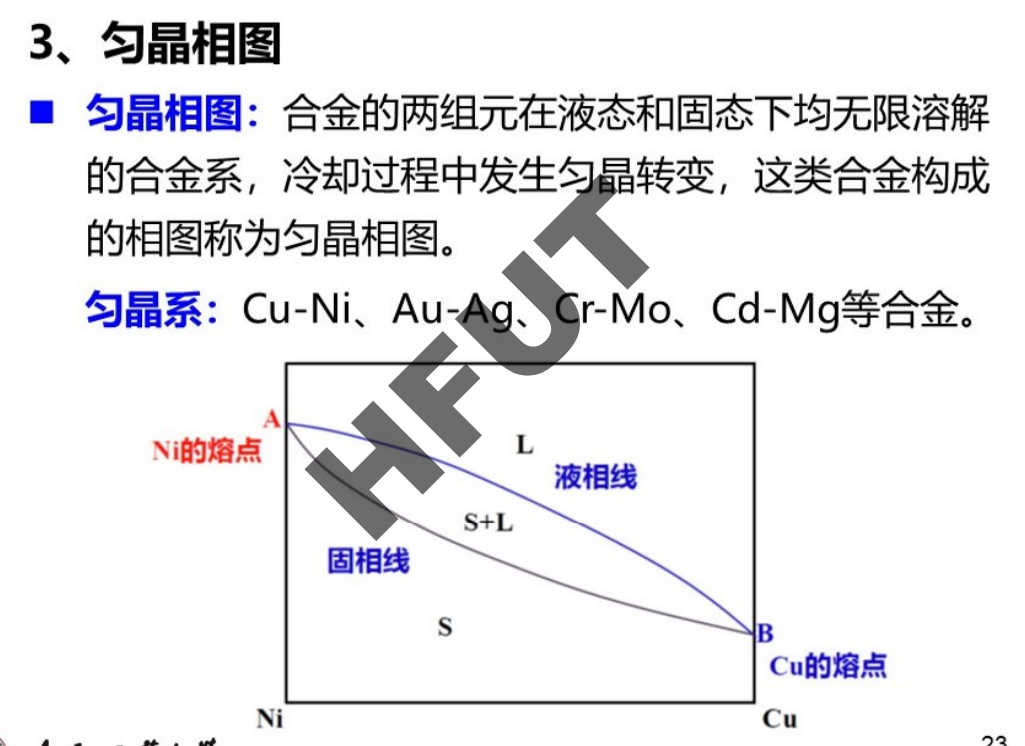 3、匀晶相图
■ 匀晶相图：合金的两组元在液态和固态下均无限溶解
的合金系，冷却过程中发生匀晶转变，这类合金构成
的相图称为匀晶相图。
匀晶系：Cu-Ni、Au-Ag、Cr-Mo、Cd-Mg等合金。
HFUT
A
Ni的熔点
L
液相线
S+L
固相线
S
B
Cu的熔点
Ni
Cu
23